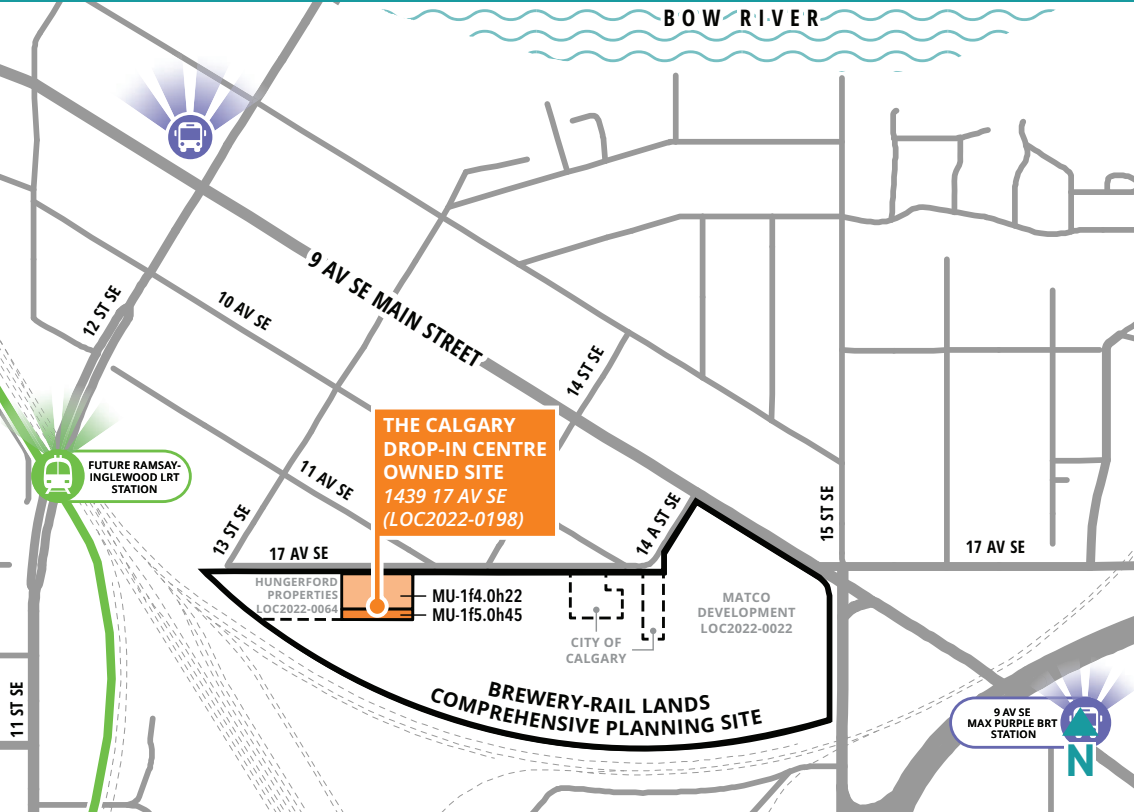 BOW RIVER
9 AV SE MAIN STREET
12 ST SE
10 AV SE
14 ST SE
THE CALGARY
DROP-IN CENTRE
OWNED SITE
1439 17 AV SE
(LOC2022-0198)
FUTURE RAMSAY-
INGLEWOOD LRT
STATION
11 AV SE
13 ST SE
14 A ST SE
15 ST SE
17 AV SE
17 AV SE
HUNGERFORD
PROPERTIES
LOC2022-0064
MU-1f4.0h22
MU-1f5.0h45
MATCO
DEVELOPMENT
LOC2022-0022
CITY OF
CALGARY
BREWERY-RAIL LANDS
COMPREHENSIVE PLANNING SITE
11 ST SE
9 AV SE
MAX PURPLE BRT
STATION
N